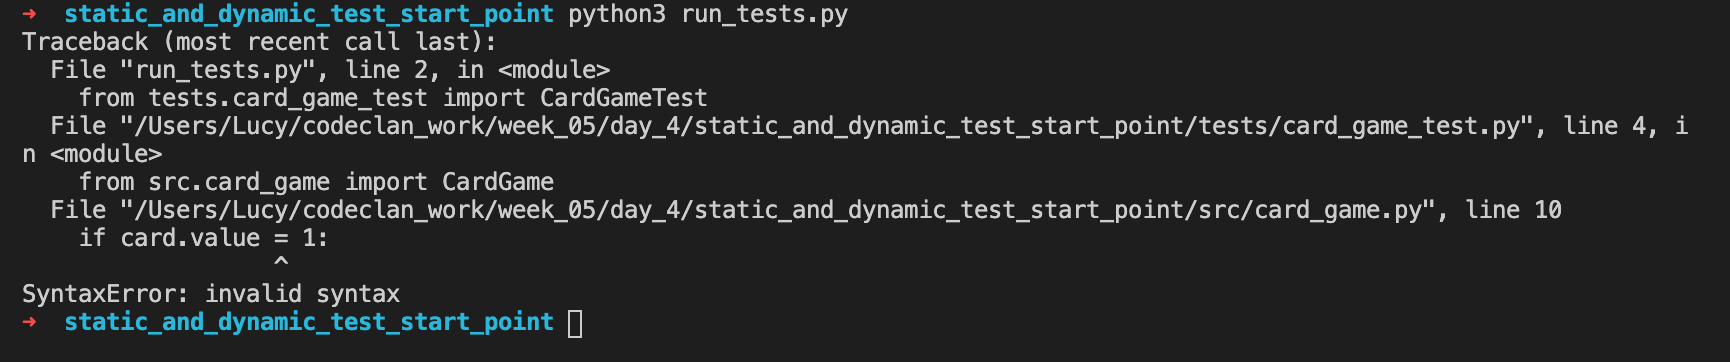 ➜  static_and_dynamic_test_start_point python3 run_tests.py
Traceback (most recent call last):
  File "run_tests.py", line 2, in <module>
    from tests.card_game_test import CardGameTest
  File "/Users/Lucy/codeclan_work/week_05/day_4/static_and_dynamic_test_start_point/tests/card_game_test.py", line 4, i
n <module>
    from src.card_game import CardGame
  File "/Users/Lucy/codeclan_work/week_05/day_4/static_and_dynamic_test_start_point/src/card_game.py", line 10
    if card.value = 1:
                  ^
SyntaxError: invalid syntax
➜  static_and_dynamic_test_start_point